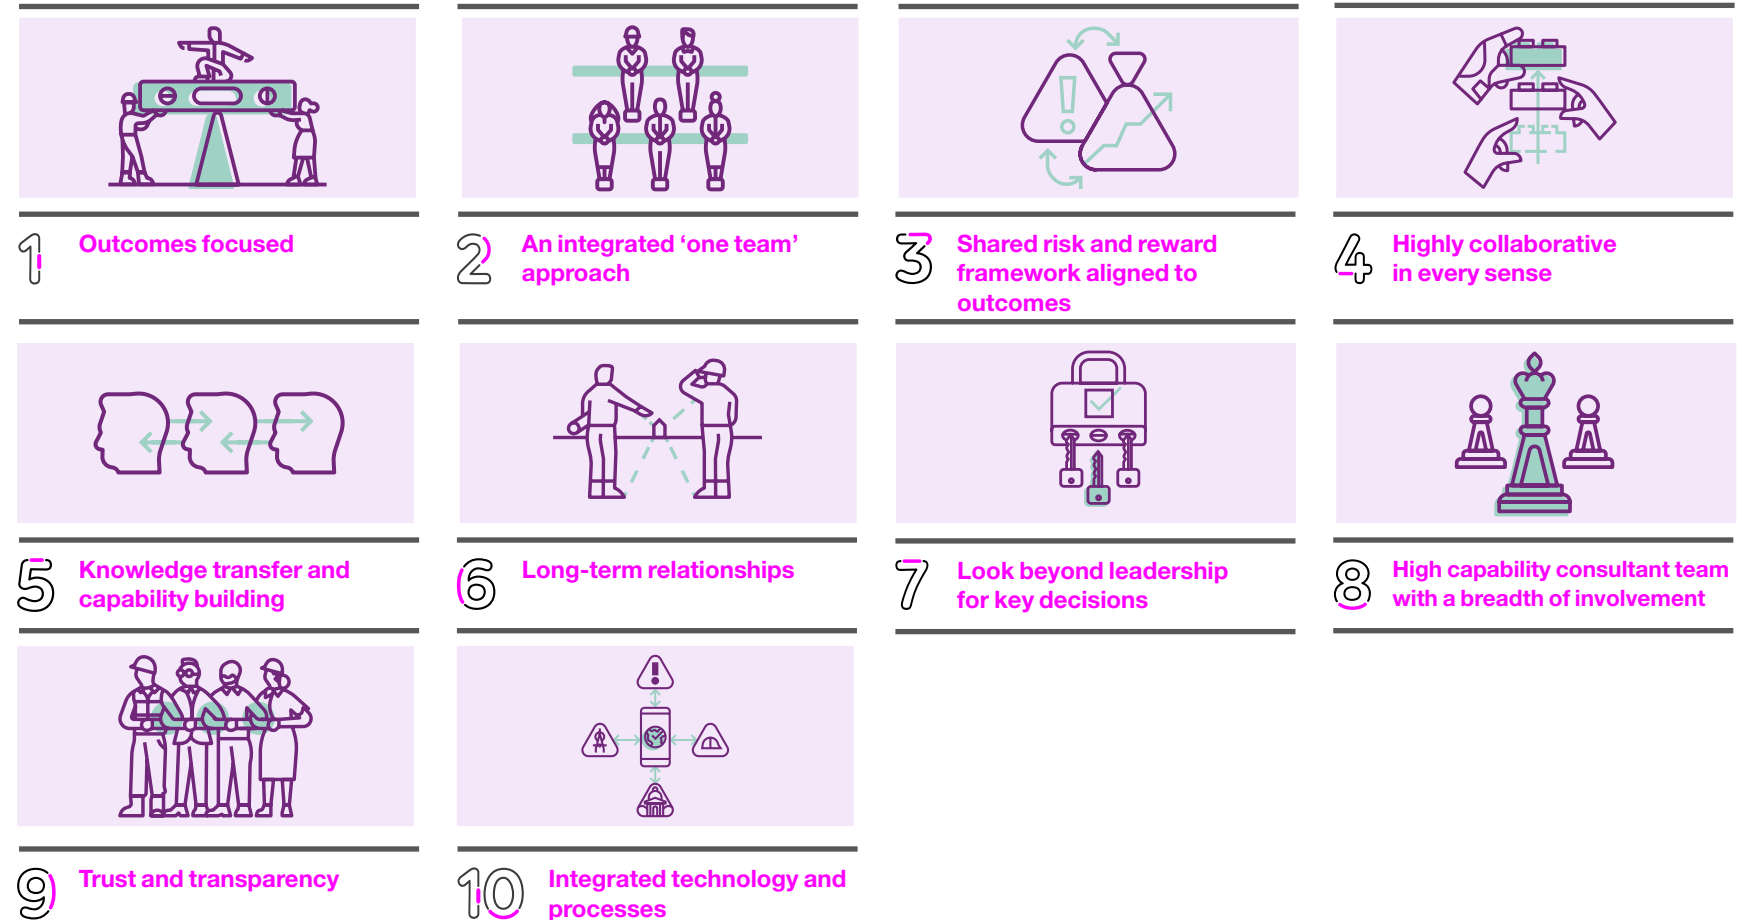 1 Outcomes focused
2 An integrated ‘one team’
approach
3 Shared risk and reward
framework aligned to
outcomes
4 Highly collaborative
in every sense
5 Knowledge transfer and
capability building
6 Long-term relationships
7 Look beyond leadership
for key decisions
8 High capability consultant team
with a breadth of involvement
9 Trust and transparency
10 Integrated technology and
processes